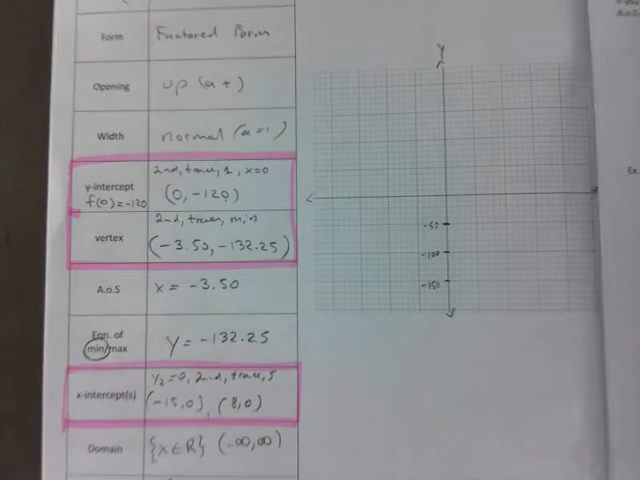 Form
Factored Form
Opening
up (a +)
Width
normal (a=1)
y-intercept
f(0) = -120
2nd, trace, 1, x=0
(0, -120)
vertex
2nd, trace, min
(-3.50, -132.25)
A.o.S
x = -3.50
Eqn. of
min/max
y = -132.25
x-intercept(s)
Y₂=0, 2nd, trace, 5
(-15,0), (8,0)
Domain
{x∈R} (-∞,∞)
Y
-50
-100
-150
Ex.